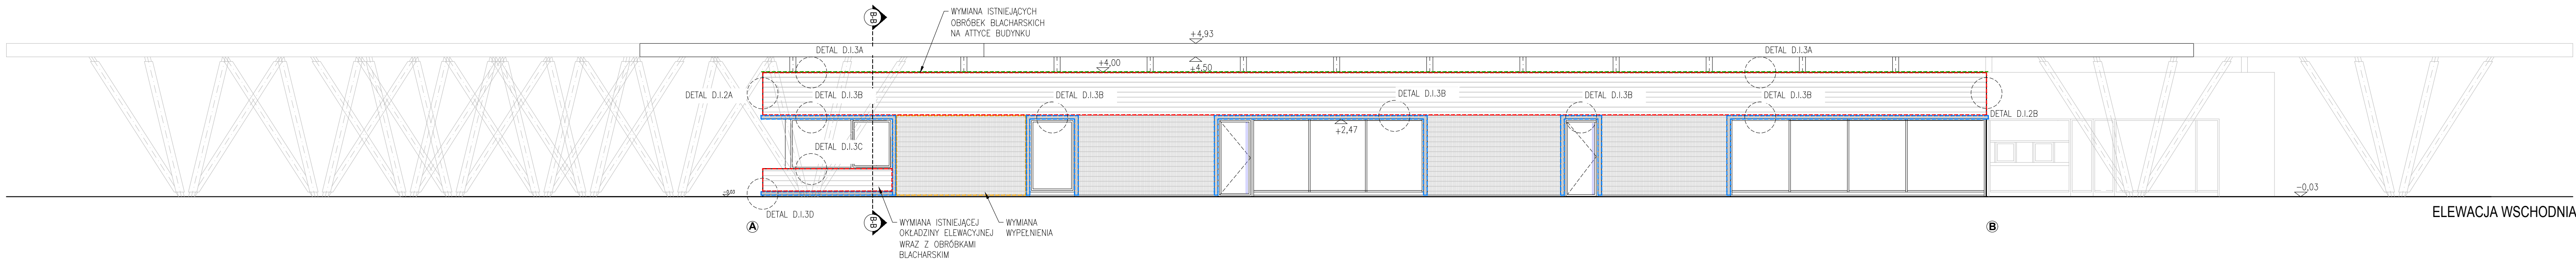 B-B
WYMIANA ISTNIEJĄCYCH
OBRÓBEK BLACHARSKICH
NA ATTYCE BUDYNKU
+4,93
DETAL D.I.3A
DETAL D.I.3A
+4,00
+4,50
DETAL D.I.2A
DETAL D.I.3B
DETAL D.I.3B
DETAL D.I.3B
DETAL D.I.3B
DETAL D.I.3B
DETAL D.I.2B
+2,47
DETAL D.I.3C
-0,03
DETAL D.I.3D
ELEWACJA WSCHODNIA
A
B-B
WYMIANA ISTNIEJĄCEJ
OKŁADZINY ELEWACYJNEJ
WRAZ Z OBRÓBKAMI
BLACHARSKIM
WYMIANA
WYPEŁNIENIA
B